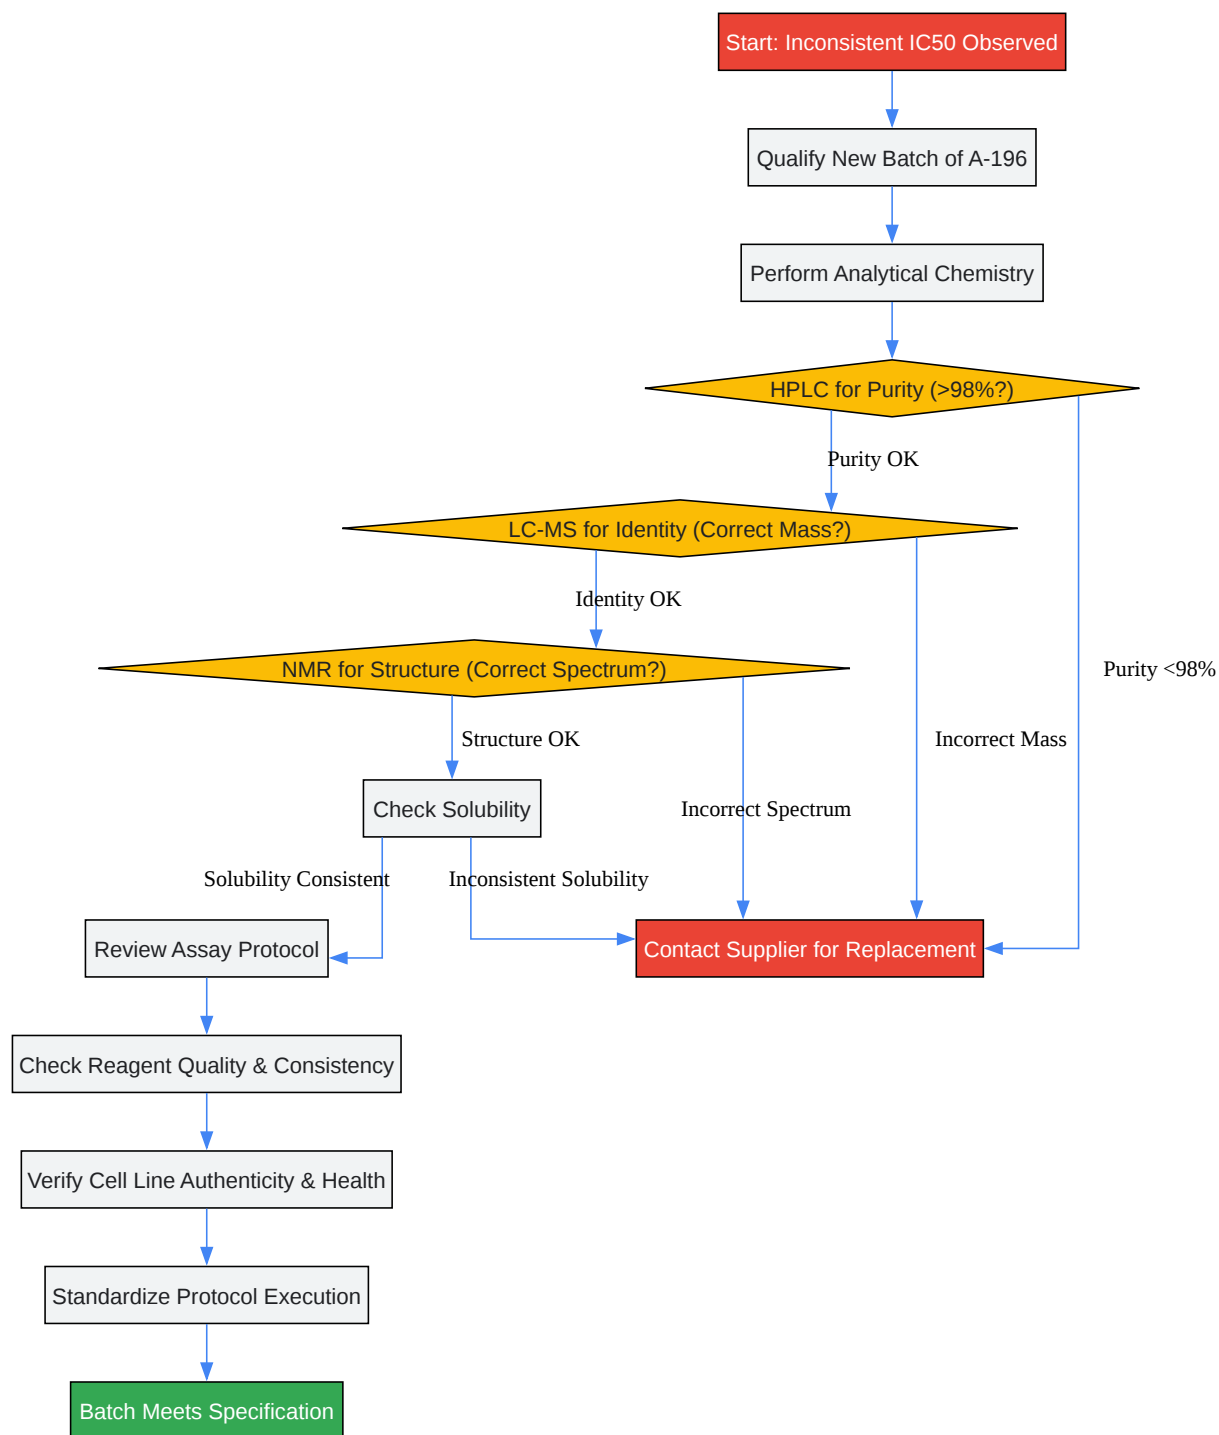 Start: Inconsistent IC50 Observed
Qualify New Batch of A-196
Perform Analytical Chemistry
HPLC for Purity (>98%?)
Purity OK
LC-MS for Identity (Correct Mass?)
Identity OK
NMR for Structure (Correct Spectrum?)
Purity <98%
Structure OK
Incorrect Mass
Check Solubility
Incorrect Spectrum
Solubility Consistent
Inconsistent Solubility
Review Assay Protocol
Contact Supplier for Replacement
Check Reagent Quality & Consistency
Verify Cell Line Authenticity & Health
Standardize Protocol Execution
Batch Meets Specification